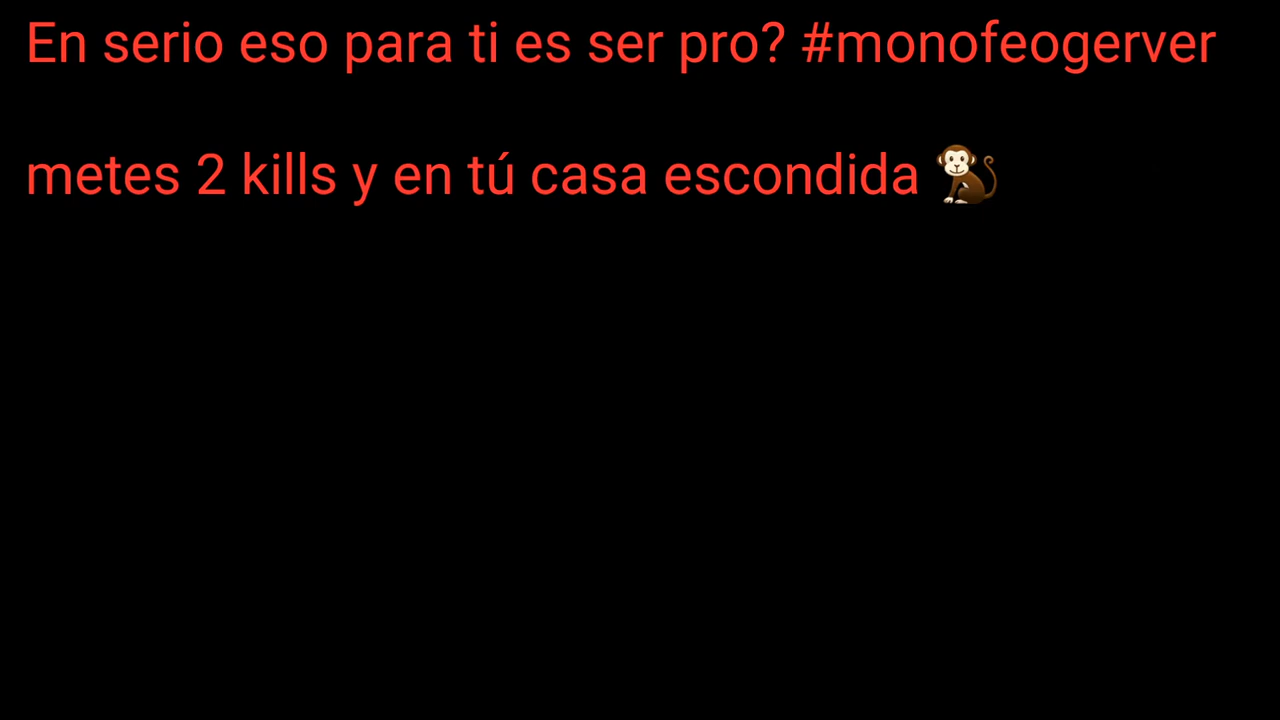 En serio eso para ti es ser pro? #monofeogerver
metes 2 kills y en tú casa escondida 🐒